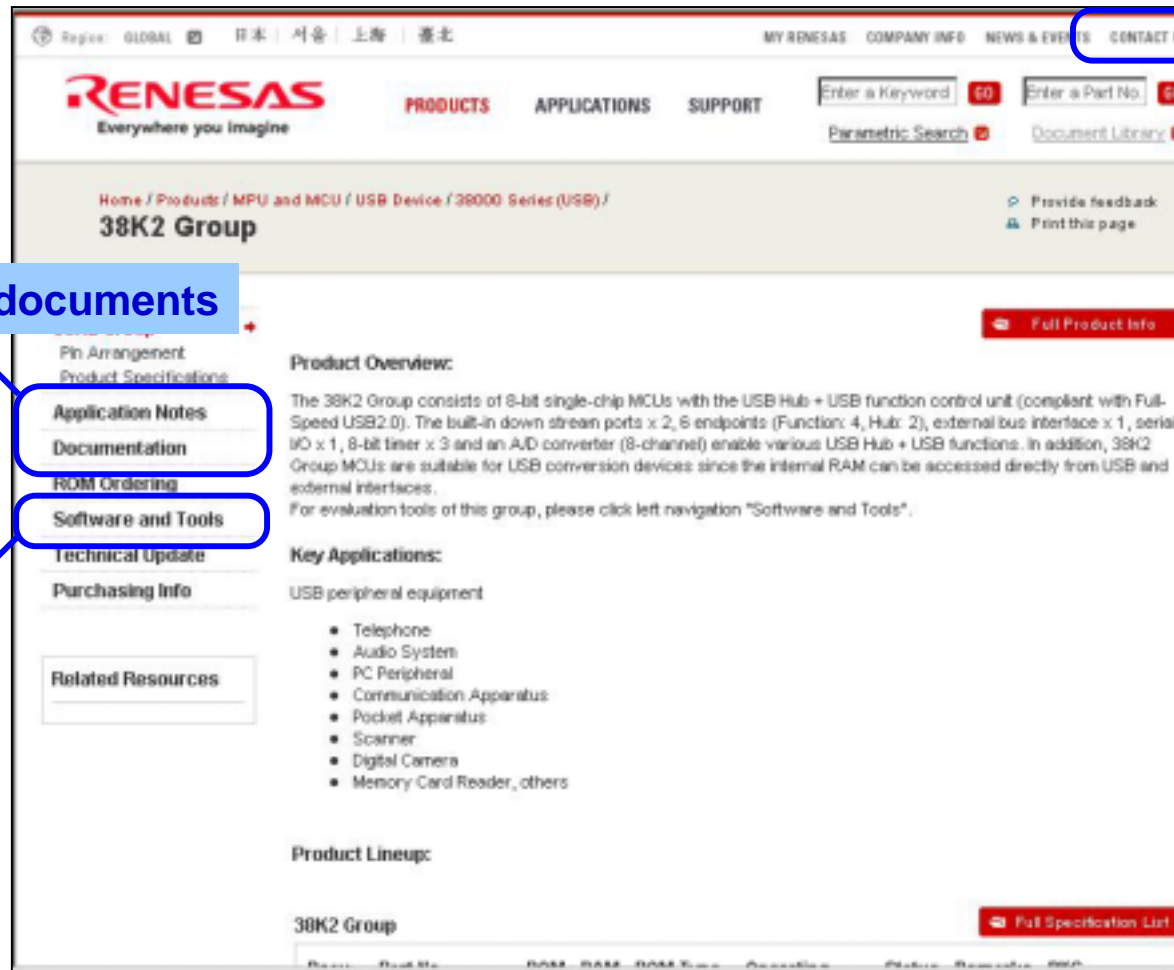 Region: GLOBAL 日本 서울 上海 臺北
MY RENESAS COMPANY INFO NEWS & EVENTS CONTACT
RENESAS
Everywhere you imagine
PRODUCTS APPLICATIONS SUPPORT
Enter a Keyword GO Enter a Part No.
Parametric Search Document Library
Home / Products / MPU and MCU / USB Device / 38000 Series (USB) /
38K2 Group
Provide feedback
Print this page
documents
38K2 Group
Pin Arrangement
Product Specifications
Application Notes
Documentation
ROM Ordering
Software and Tools
Technical Update
Purchasing Info
Related Resources
Full Product Info
Product Overview:
The 38K2 Group consists of 8-bit single-chip MCUs with the USB Hub + USB function control unit (compliant with Full-
Speed USB2.0). The built-in down stream ports x 2, 6 endpoints (Function: 4, Hub: 2), external bus interface x 1, serial
I/O x 1, 8-bit timer x 3 and an A/D converter (8-channel) enable various USB Hub + USB functions. In addition, 38K2
Group MCUs are suitable for USB conversion devices since the internal RAM can be accessed directly from USB and
external interfaces.
For evaluation tools of this group, please click left navigation "Software and Tools".
Key Applications:
USB peripheral equipment
Telephone
Audio System
PC Peripheral
Communication Apparatus
Pocket Apparatus
Scanner
Digital Camera
Memory Card Reader, others
Product Lineup:
38K2 Group
Full Specification List